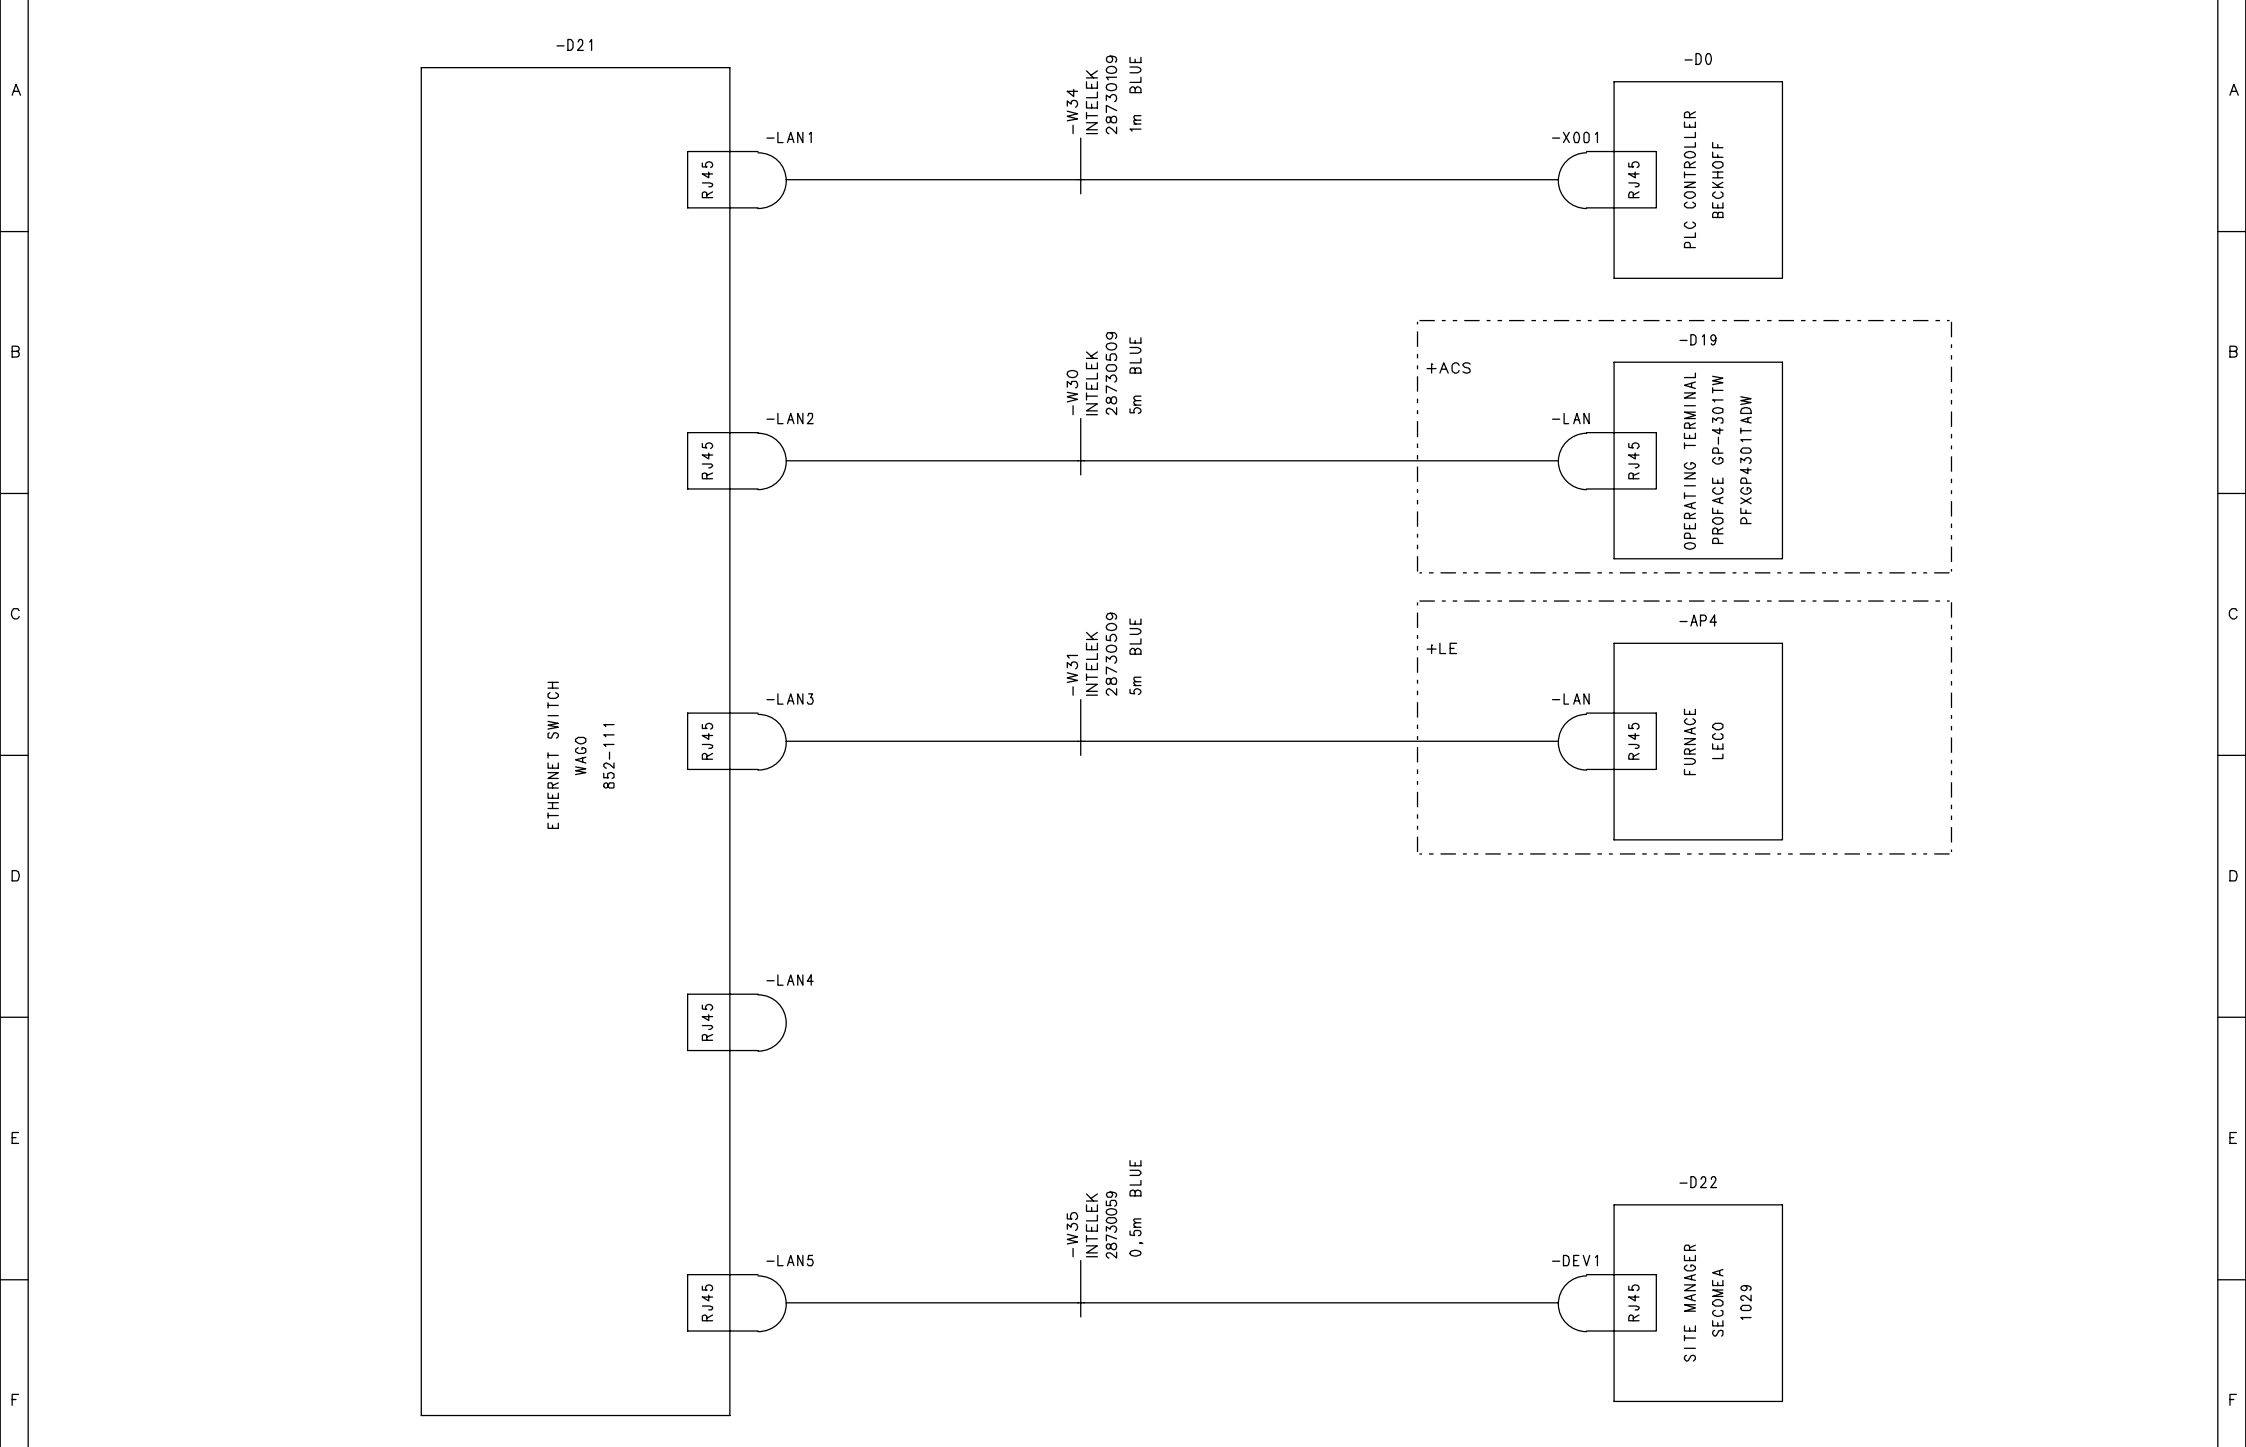 A
A
-D21
-D0
-W34
INTELEK
28730109
1m BLUE
-LAN1
RJ45
-X001
RJ45
PLC CONTROLLER
BECKHOFF
B
B
+ACS
-D19
-W30
INTELEK
28730509
5m BLUE
-LAN2
RJ45
-LAN
RJ45
OPERATING TERMINAL
PROFACE GP-4301TW
PFXGP4301TADW
C
C
+LE
-AP4
-W31
INTELEK
28730509
5m BLUE
-LAN3
RJ45
-LAN
RJ45
FURNACE
LECO
ETHERNET SWITCH
WAGO
852-111
D
D
-LAN4
RJ45
E
E
-D22
-W35
INTELEK
28730059
0,5m BLUE
-LAN5
RJ45
-DEV1
RJ45
SITE MANAGER
SECOMEA
1029
F
F